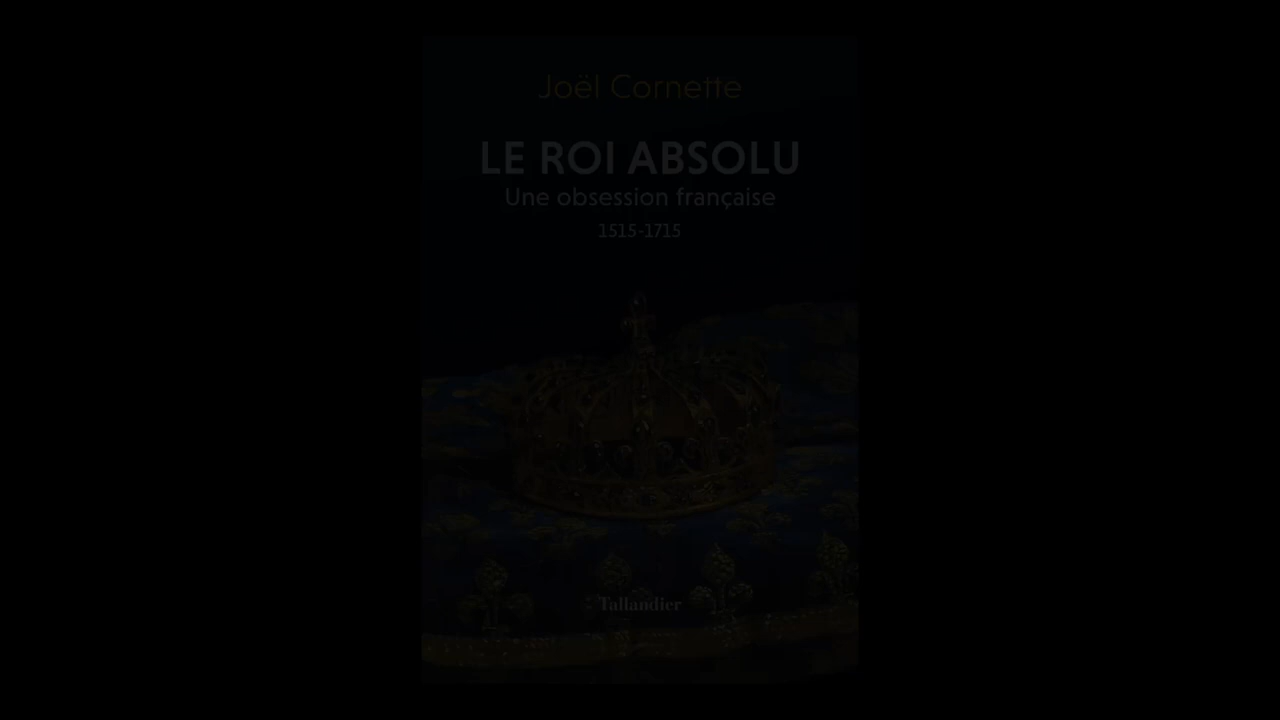 Joël Cornette
LE ROI ABSOLU
Une obsession française
1515-1715
Tallandier